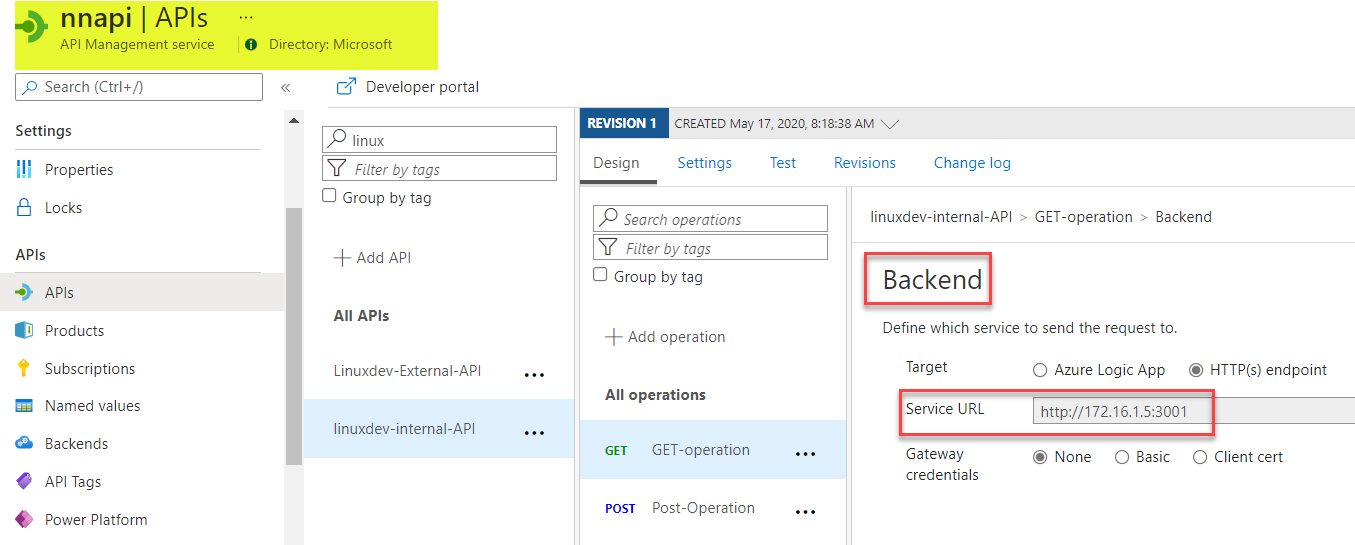 nnapi | APIs ...
API Management service Directory: Microsoft
Search (Ctrl+/) «
Settings
Properties
Locks
APIs
APIs
Products
Subscriptions
Named values
Backends
API Tags
Power Platform
Developer portal
linux
Filter by tags
Group by tag
+ Add API
All APIs
Linuxdev-External-API ...
linuxdev-internal-API ...
REVISION 1 CREATED May 17, 2020, 8:18:38 AM
Design Settings Test Revisions Change log
Search operations
Filter by tags
Group by tag
+ Add operation
All operations
GET GET-operation ...
POST Post-Operation ...
linuxdev-internal-API > GET-operation > Backend
Backend
Define which service to send the request to.
Target Azure Logic App HTTP(s) endpoint
Service URL http://172.16.1.5:3001
Gateway
credentials
None Basic Client cert